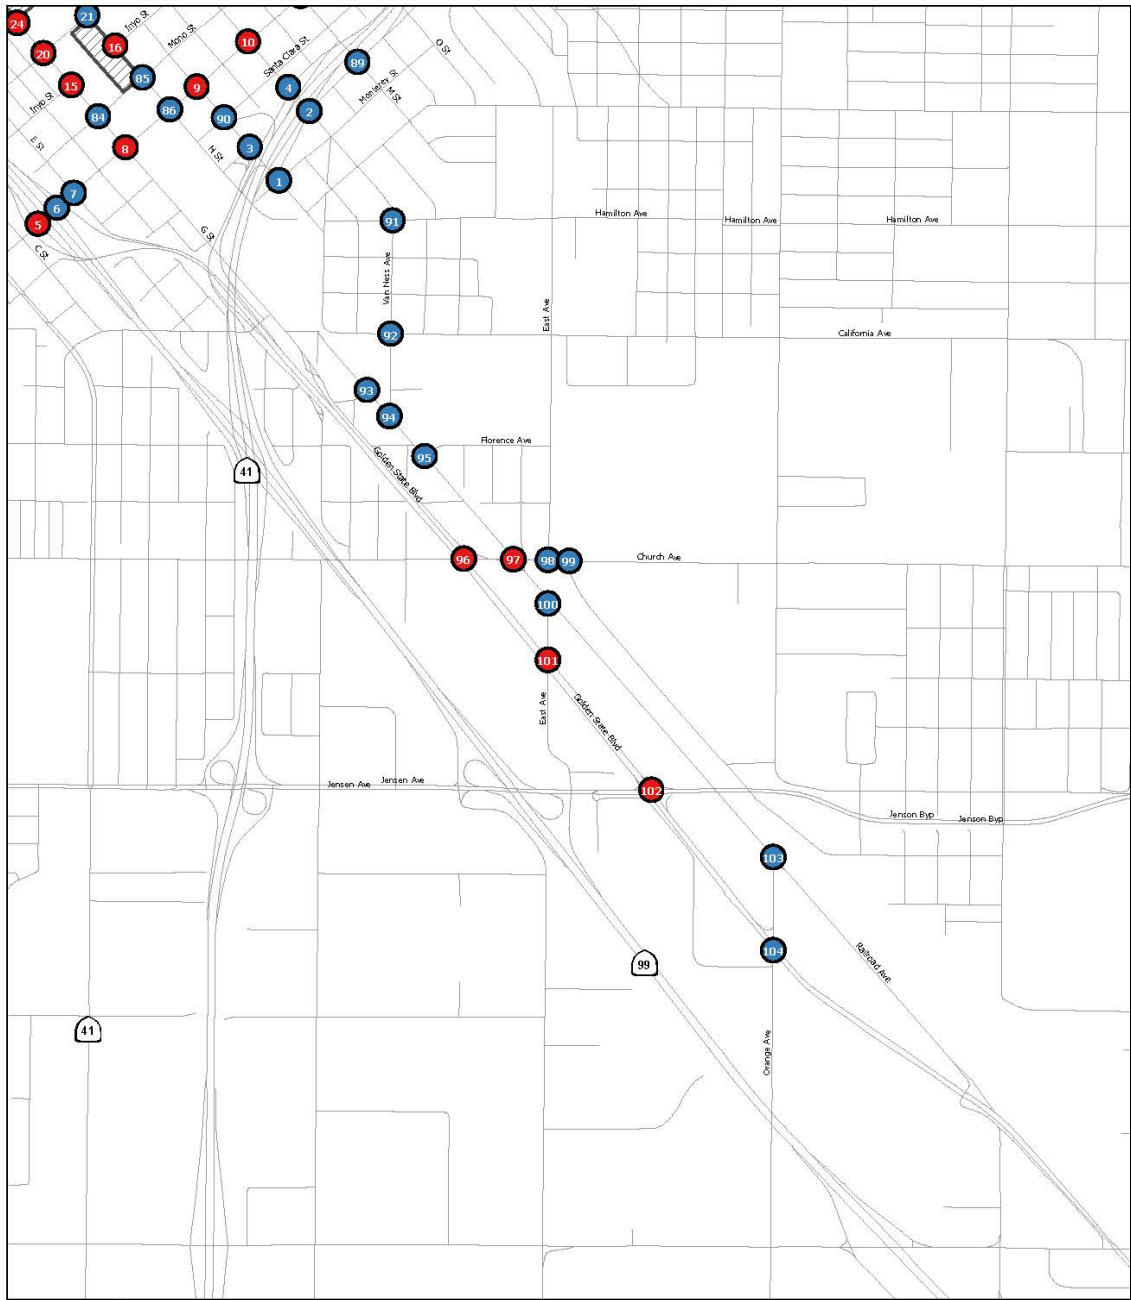 21
24
Inyo St
16
Mono St
10
O St
20
Santa Clara St
89
85
15
9
4
Monterey St
M St
Inyo St
86
2
84
90
E St
8
H St
3
1
7
6
5
91
Hamilton Ave
Hamilton Ave
Hamilton Ave
G St
C St
Van Ness Ave
East Ave
92
California Ave
93
94
Florence Ave
95
41
Golden State Blvd
96
97
98
99
Church Ave
100
101
East Ave
Golden State Blvd
Jensen Ave
Jensen Ave
102
Jenson Byp
Jenson Byp
103
104
Railroad Ave
99
41
Orange Ave